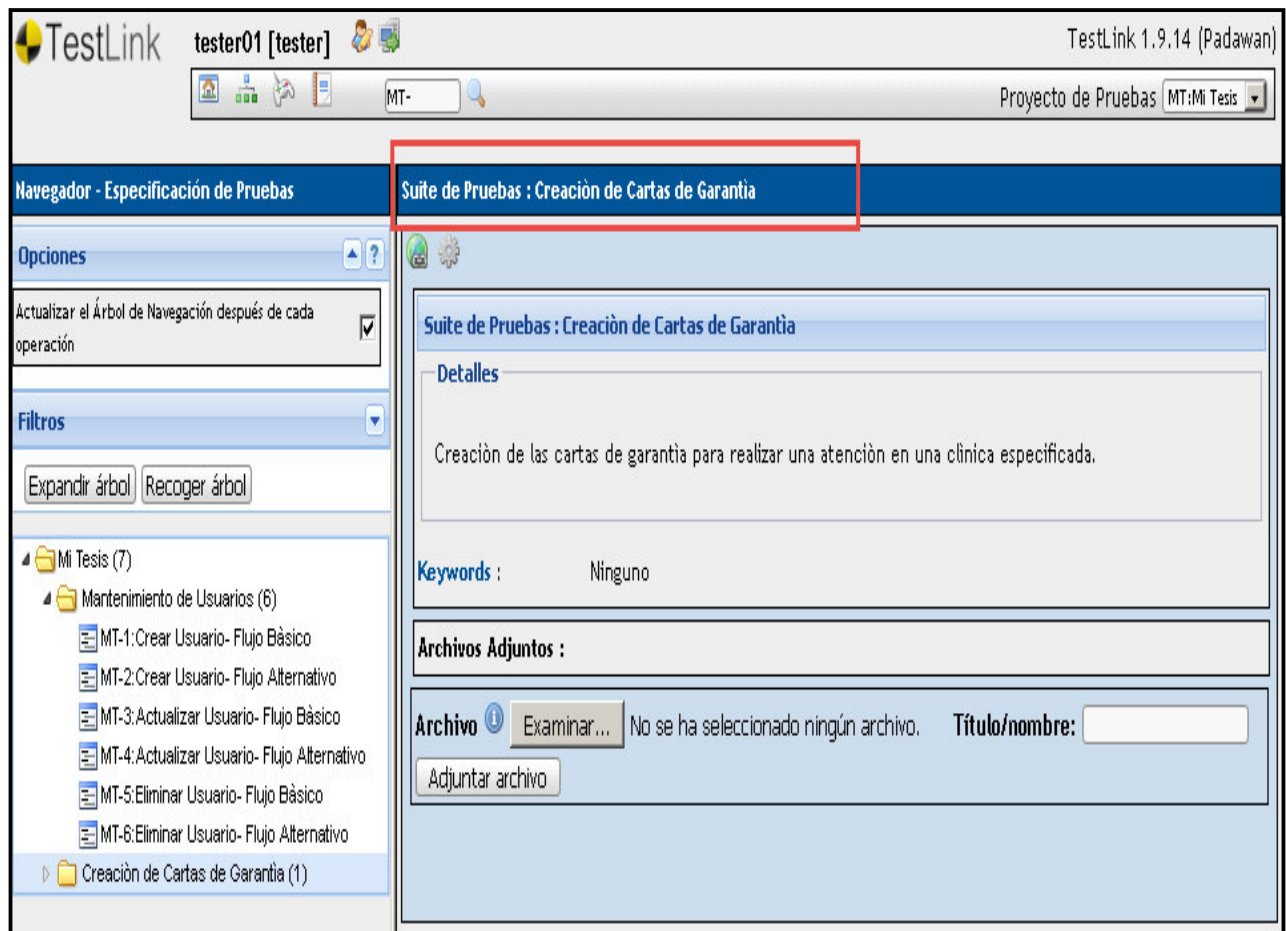 TestLink
tester01 [tester]
TestLink 1.9.14 (Padawan)
MT-
Proyecto de Pruebas MT:Mi Tesis
Navegador - Especificación de Pruebas
Suite de Pruebas : Creaciòn de Cartas de Garantìa
Opciones
?
Actualizar el Árbol de Navegación después de cada
operación
Filtros
Expandir árbol Recoger árbol
Mi Tesis (7)
Mantenimiento de Usuarios (6)
MT-1:Crear Usuario- Flujo Bàsico
MT-2:Crear Usuario- Flujo Alternativo
MT-3:Actualizar Usuario- Flujo Bàsico
MT-4:Actualizar Usuario- Flujo Alternativo
MT-5:Eliminar Usuario- Flujo Bàsico
MT-6:Eliminar Usuario- Flujo Alternativo
Creaciòn de Cartas de Garantìa (1)
Suite de Pruebas : Creaciòn de Cartas de Garantìa
Detalles
Creaciòn de las cartas de garantìa para realizar una atenciòn en una clìnica especificada.
Keywords : Ninguno
Archivos Adjuntos :
Archivo Examinar... No se ha seleccionado ningún archivo. Título/nombre:
Adjuntar archivo